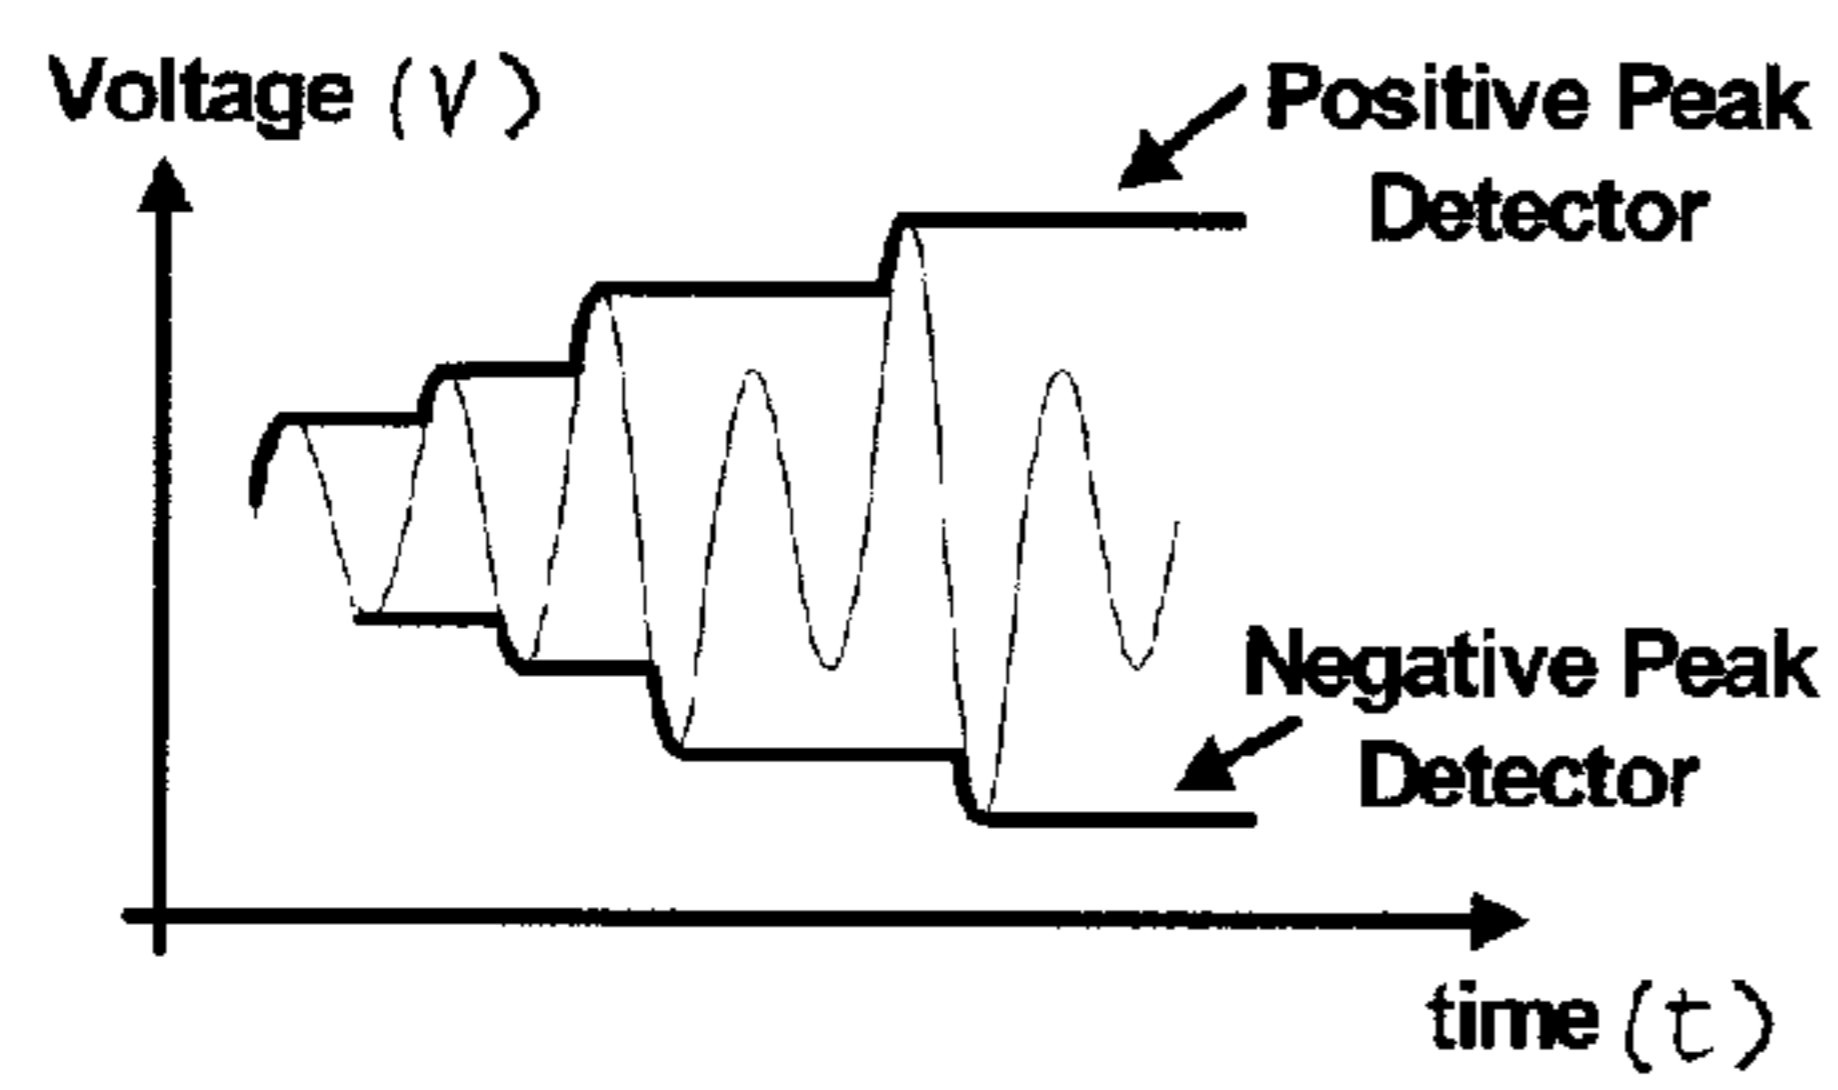 Voltage (V)
Positive Peak
Detector
Negative Peak
Detector
time (t)